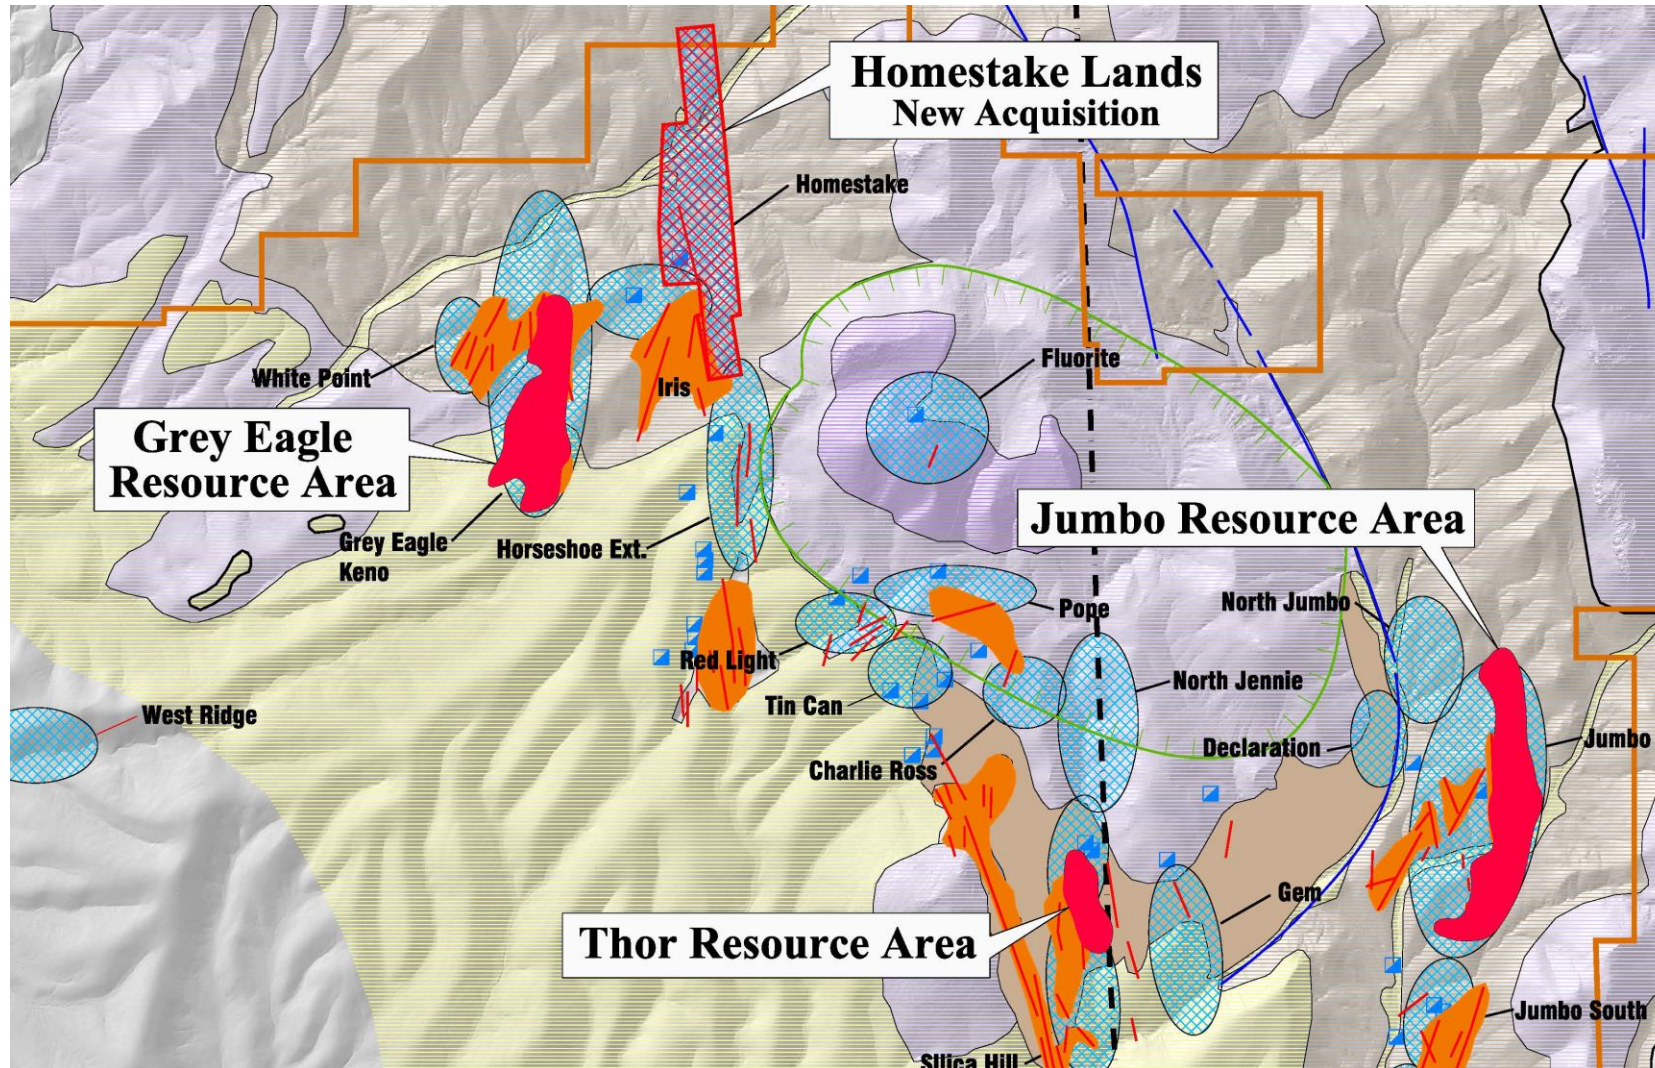 Homestake Lands
New Acquisition
Homestake
White Point
Iris
Fluorite
Grey Eagle
Resource Area
Jumbo Resource Area
Grey Eagle
Keno
Horseshoe Ext.
Pope
North Jumbo
Red Light
North Jennie
Tin Can
West Ridge
Declaration
Jumbo
Charlie Ross
Gem
Thor Resource Area
Jumbo South
SIlica Hill